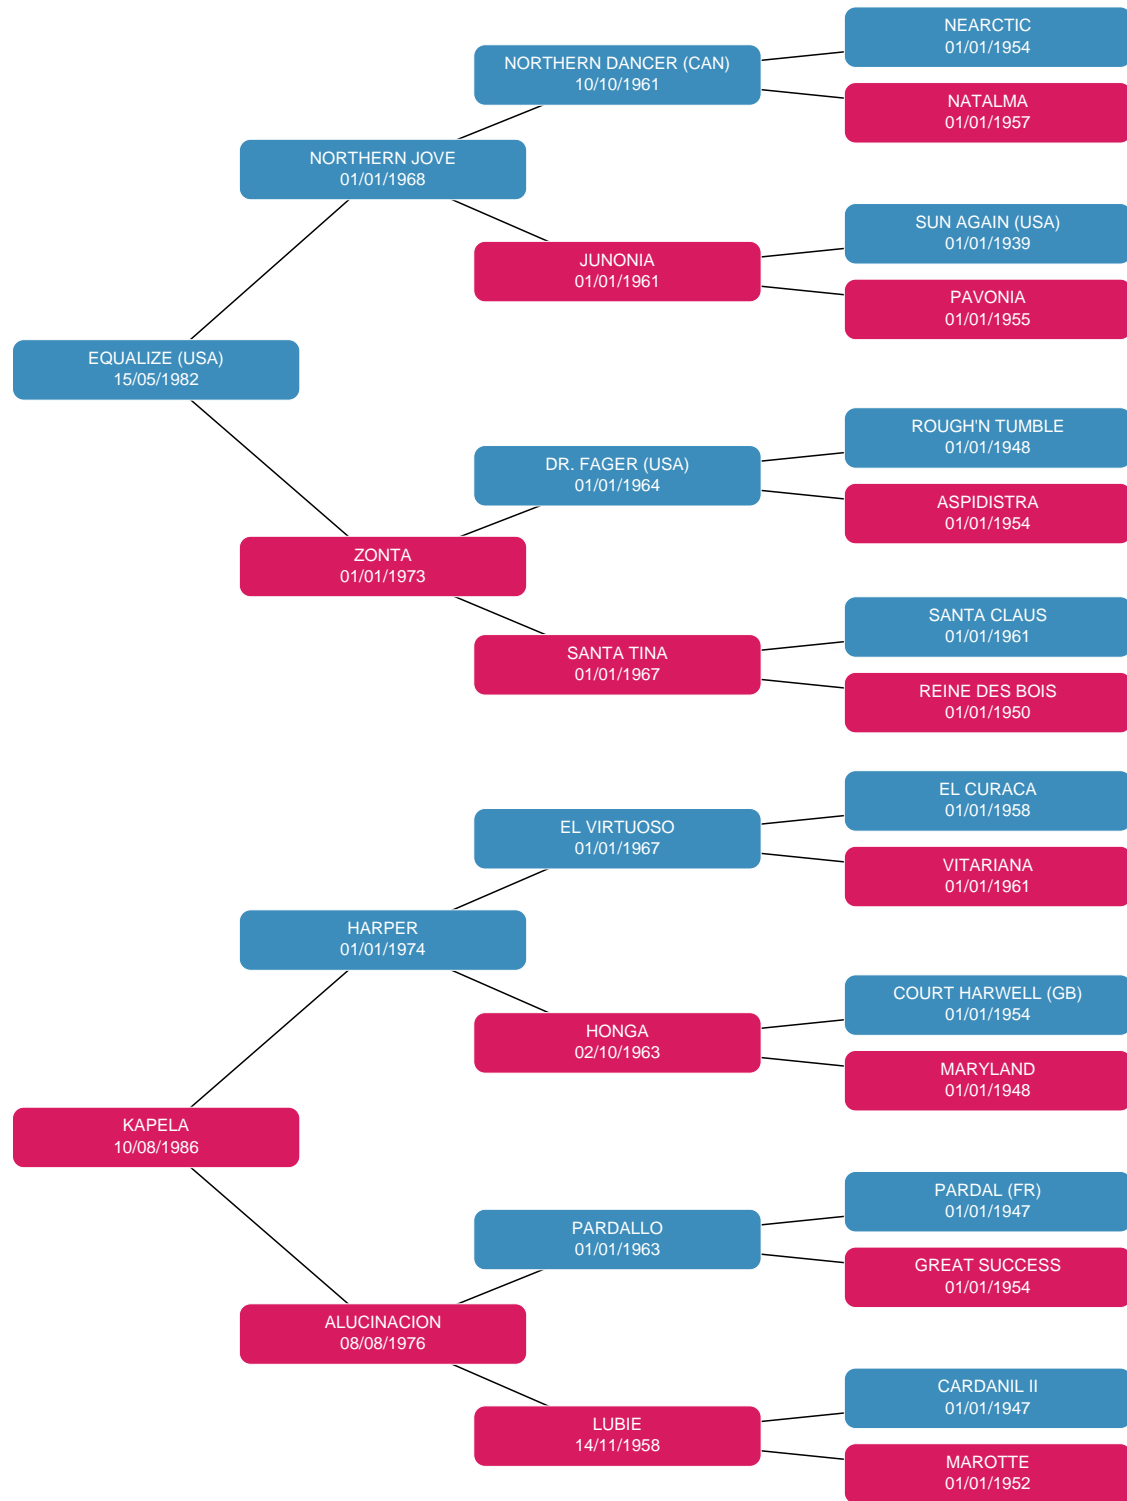 NEARCTIC
01/01/1954
NORTHERN DANCER (CAN)
10/10/1961
NATALMA
01/01/1957
NORTHERN JOVE
01/01/1968
SUN AGAIN (USA)
01/01/1939
JUNONIA
01/01/1961
PAVONIA
01/01/1955
EQUALIZE (USA)
15/05/1982
ROUGH'N TUMBLE
01/01/1948
DR. FAGER (USA)
01/01/1964
ASPIDISTRA
01/01/1954
ZONTA
01/01/1973
SANTA CLAUS
01/01/1961
SANTA TINA
01/01/1967
REINE DES BOIS
01/01/1950
EL CURACA
01/01/1958
EL VIRTUOSO
01/01/1967
VITARIANA
01/01/1961
HARPER
01/01/1974
COURT HARWELL (GB)
01/01/1954
HONGA
02/10/1963
MARYLAND
01/01/1948
KAPELA
10/08/1986
PARDAL (FR)
01/01/1947
PARDALLO
01/01/1963
GREAT SUCCESS
01/01/1954
ALUCINACION
08/08/1976
CARDANIL II
01/01/1947
LUBIE
14/11/1958
MAROTTE
01/01/1952